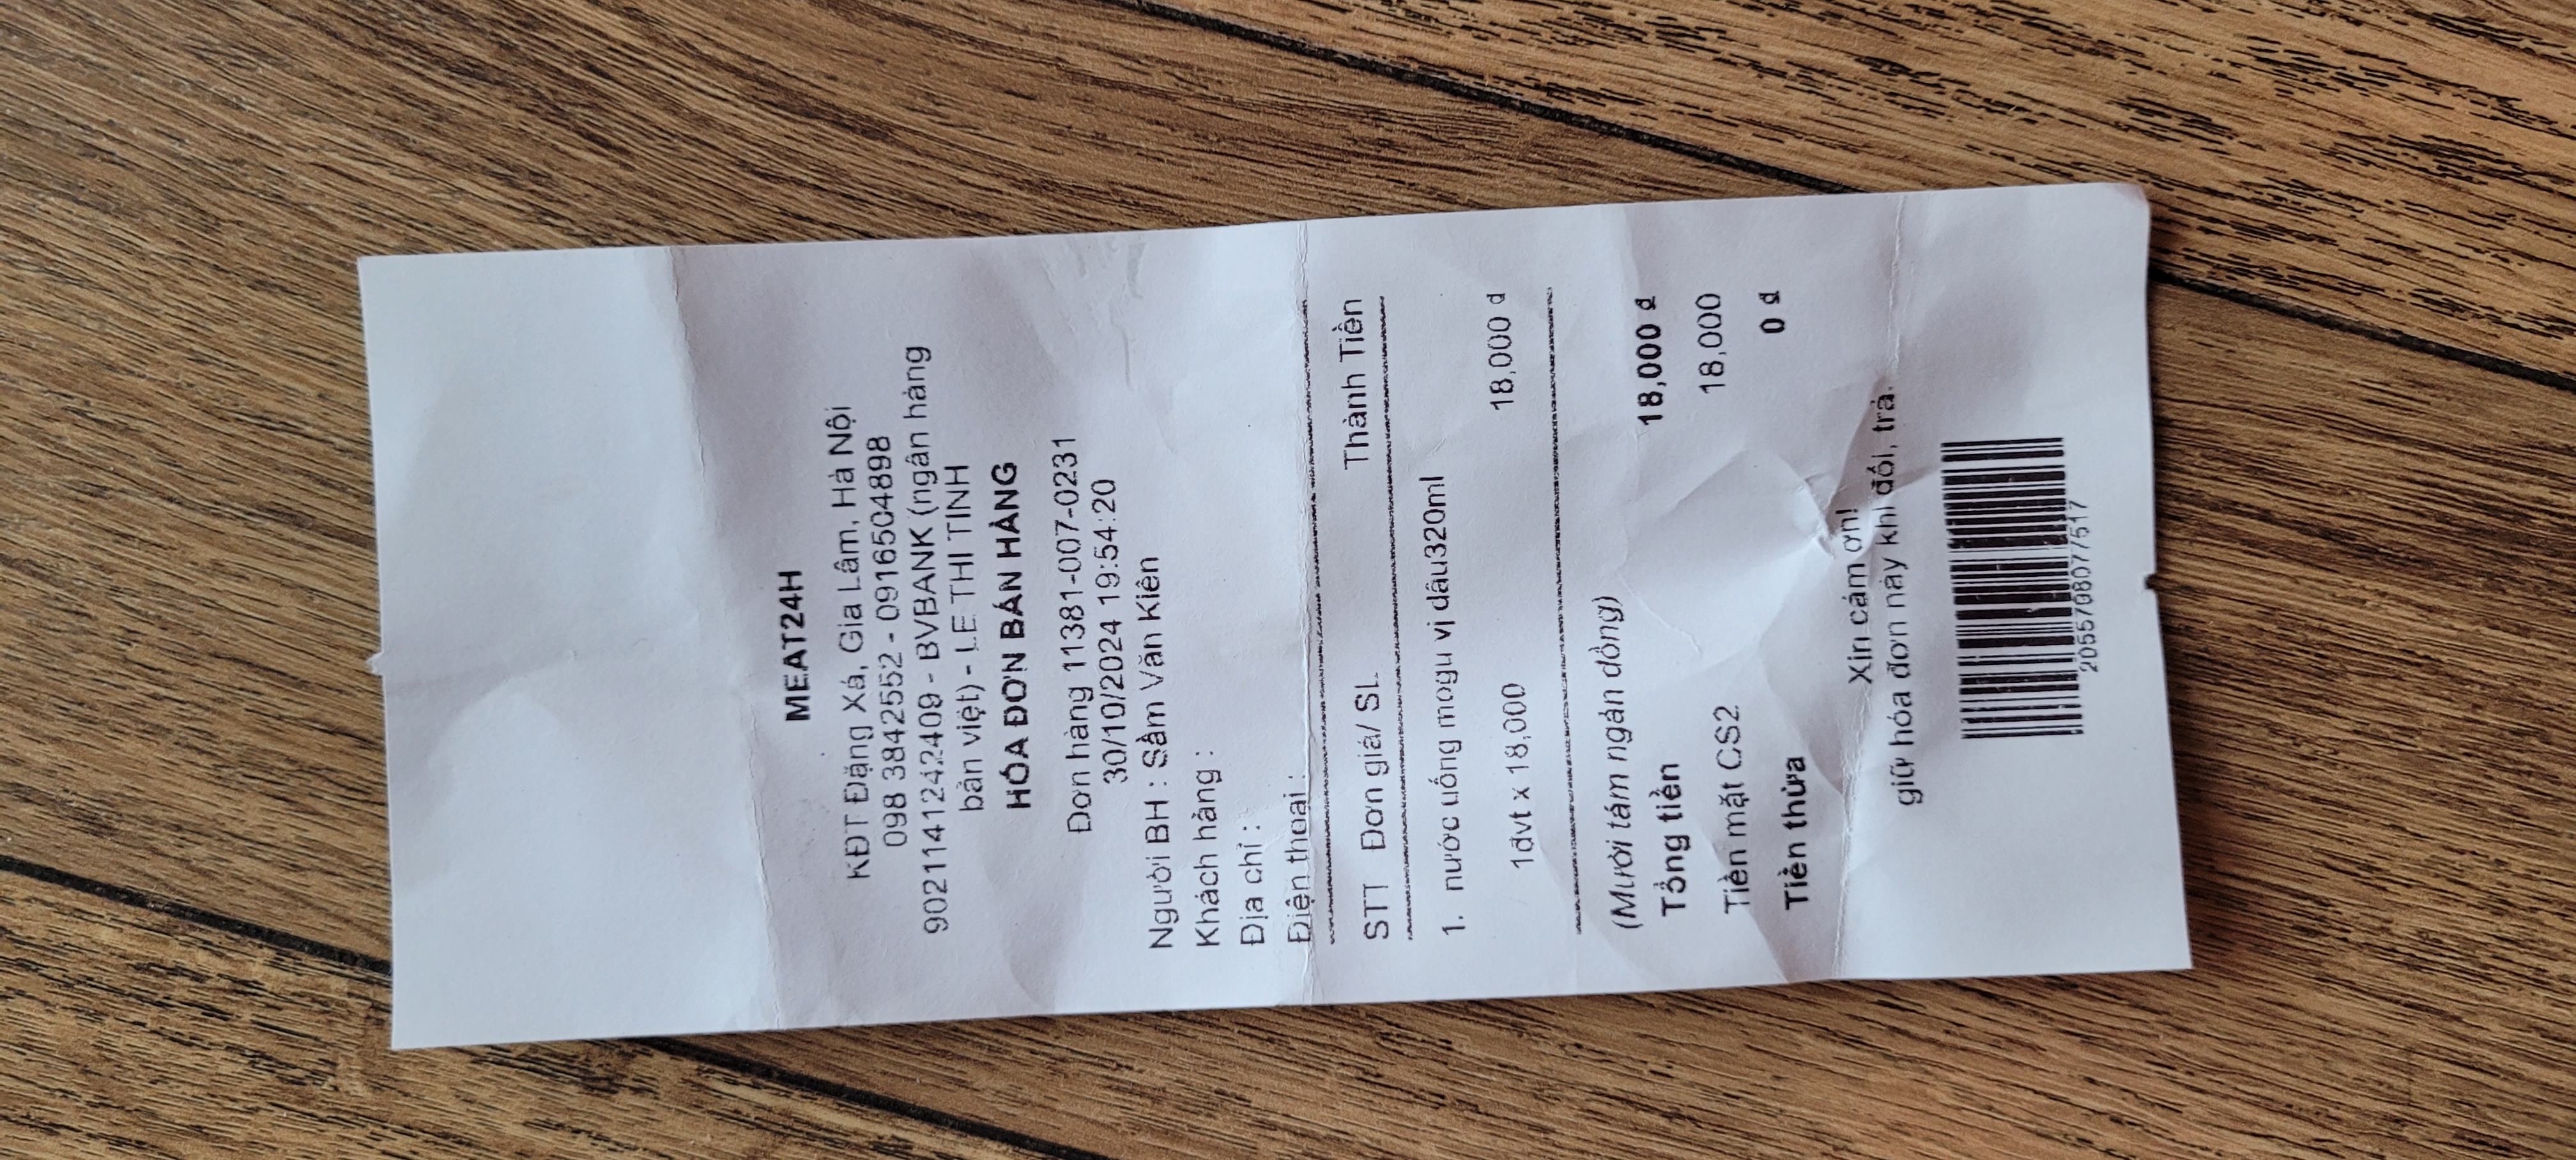 MEAT24H
KĐT Đặng Xá, Gia Lâm, Hà Nội
098 3842552 - 0916504898
9021141242409 - BVBANK (ngân hàng
bản việt) - LE THI TINH
HÓA ĐƠN BÁN HÀNG
Đơn hàng 11381-007-0231
30/10/2024 19:54:20
Người BH : Sầm Văn Kiên
Khách hàng :
Địa chỉ :
Điện thoại :
STT Đơn giá/ SL Thành Tiền
1. nước uống mogu vị dâu320ml
1đvt x 18,000 18,000 đ
(Mười tám ngàn đồng)
Tổng tiền 18,000 đ
Tiền mặt CS2 18,000
Tiền thừa 0 đ
Xin cảm ơn!
giữ hóa đơn này khi đổi, trả.
2055798077517